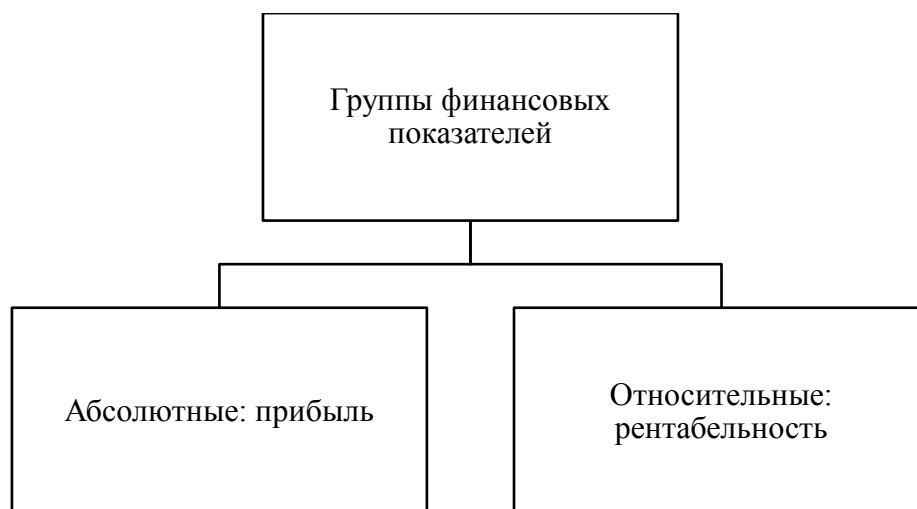 Группы финансовых
показателей
Абсолютные: прибыль
Относительные:
рентабельность